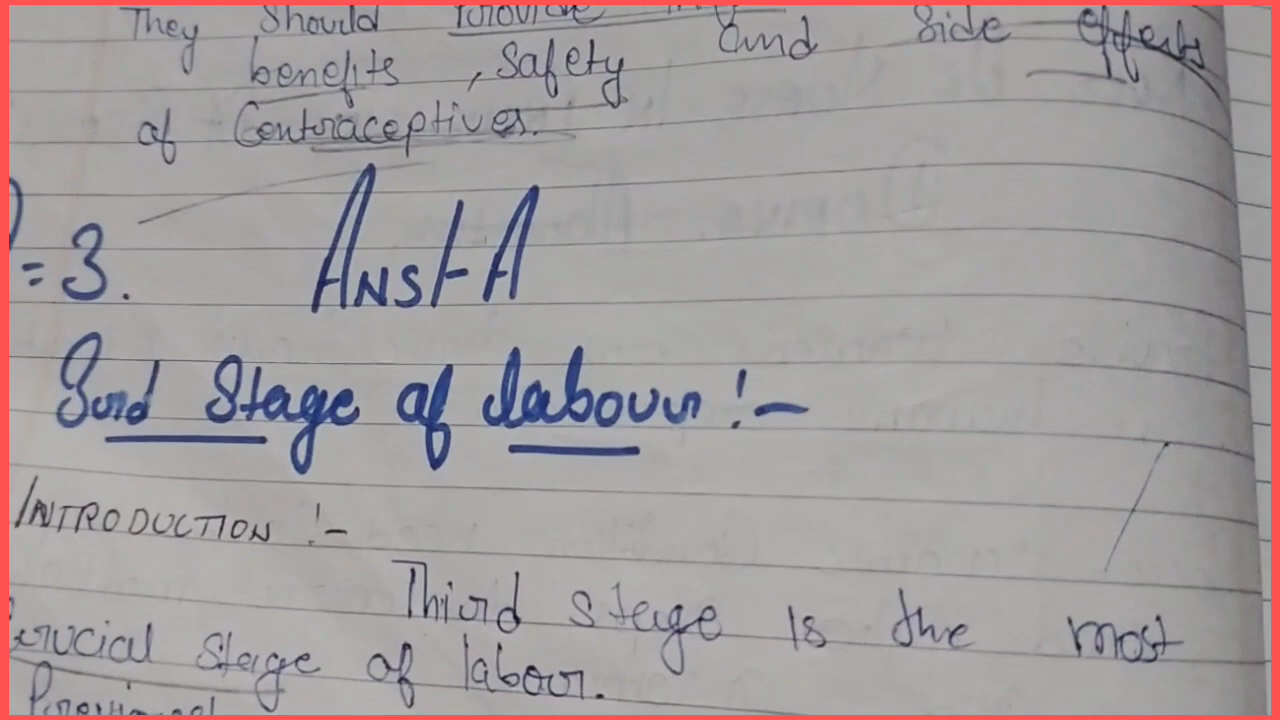 They should provide
benefits, safety and side effects
of Contraceptives.
=3. Ans-A
3rd Stage of labour:-
INTRODUCTION :-
Third stage is the most
crucial stage of labour.